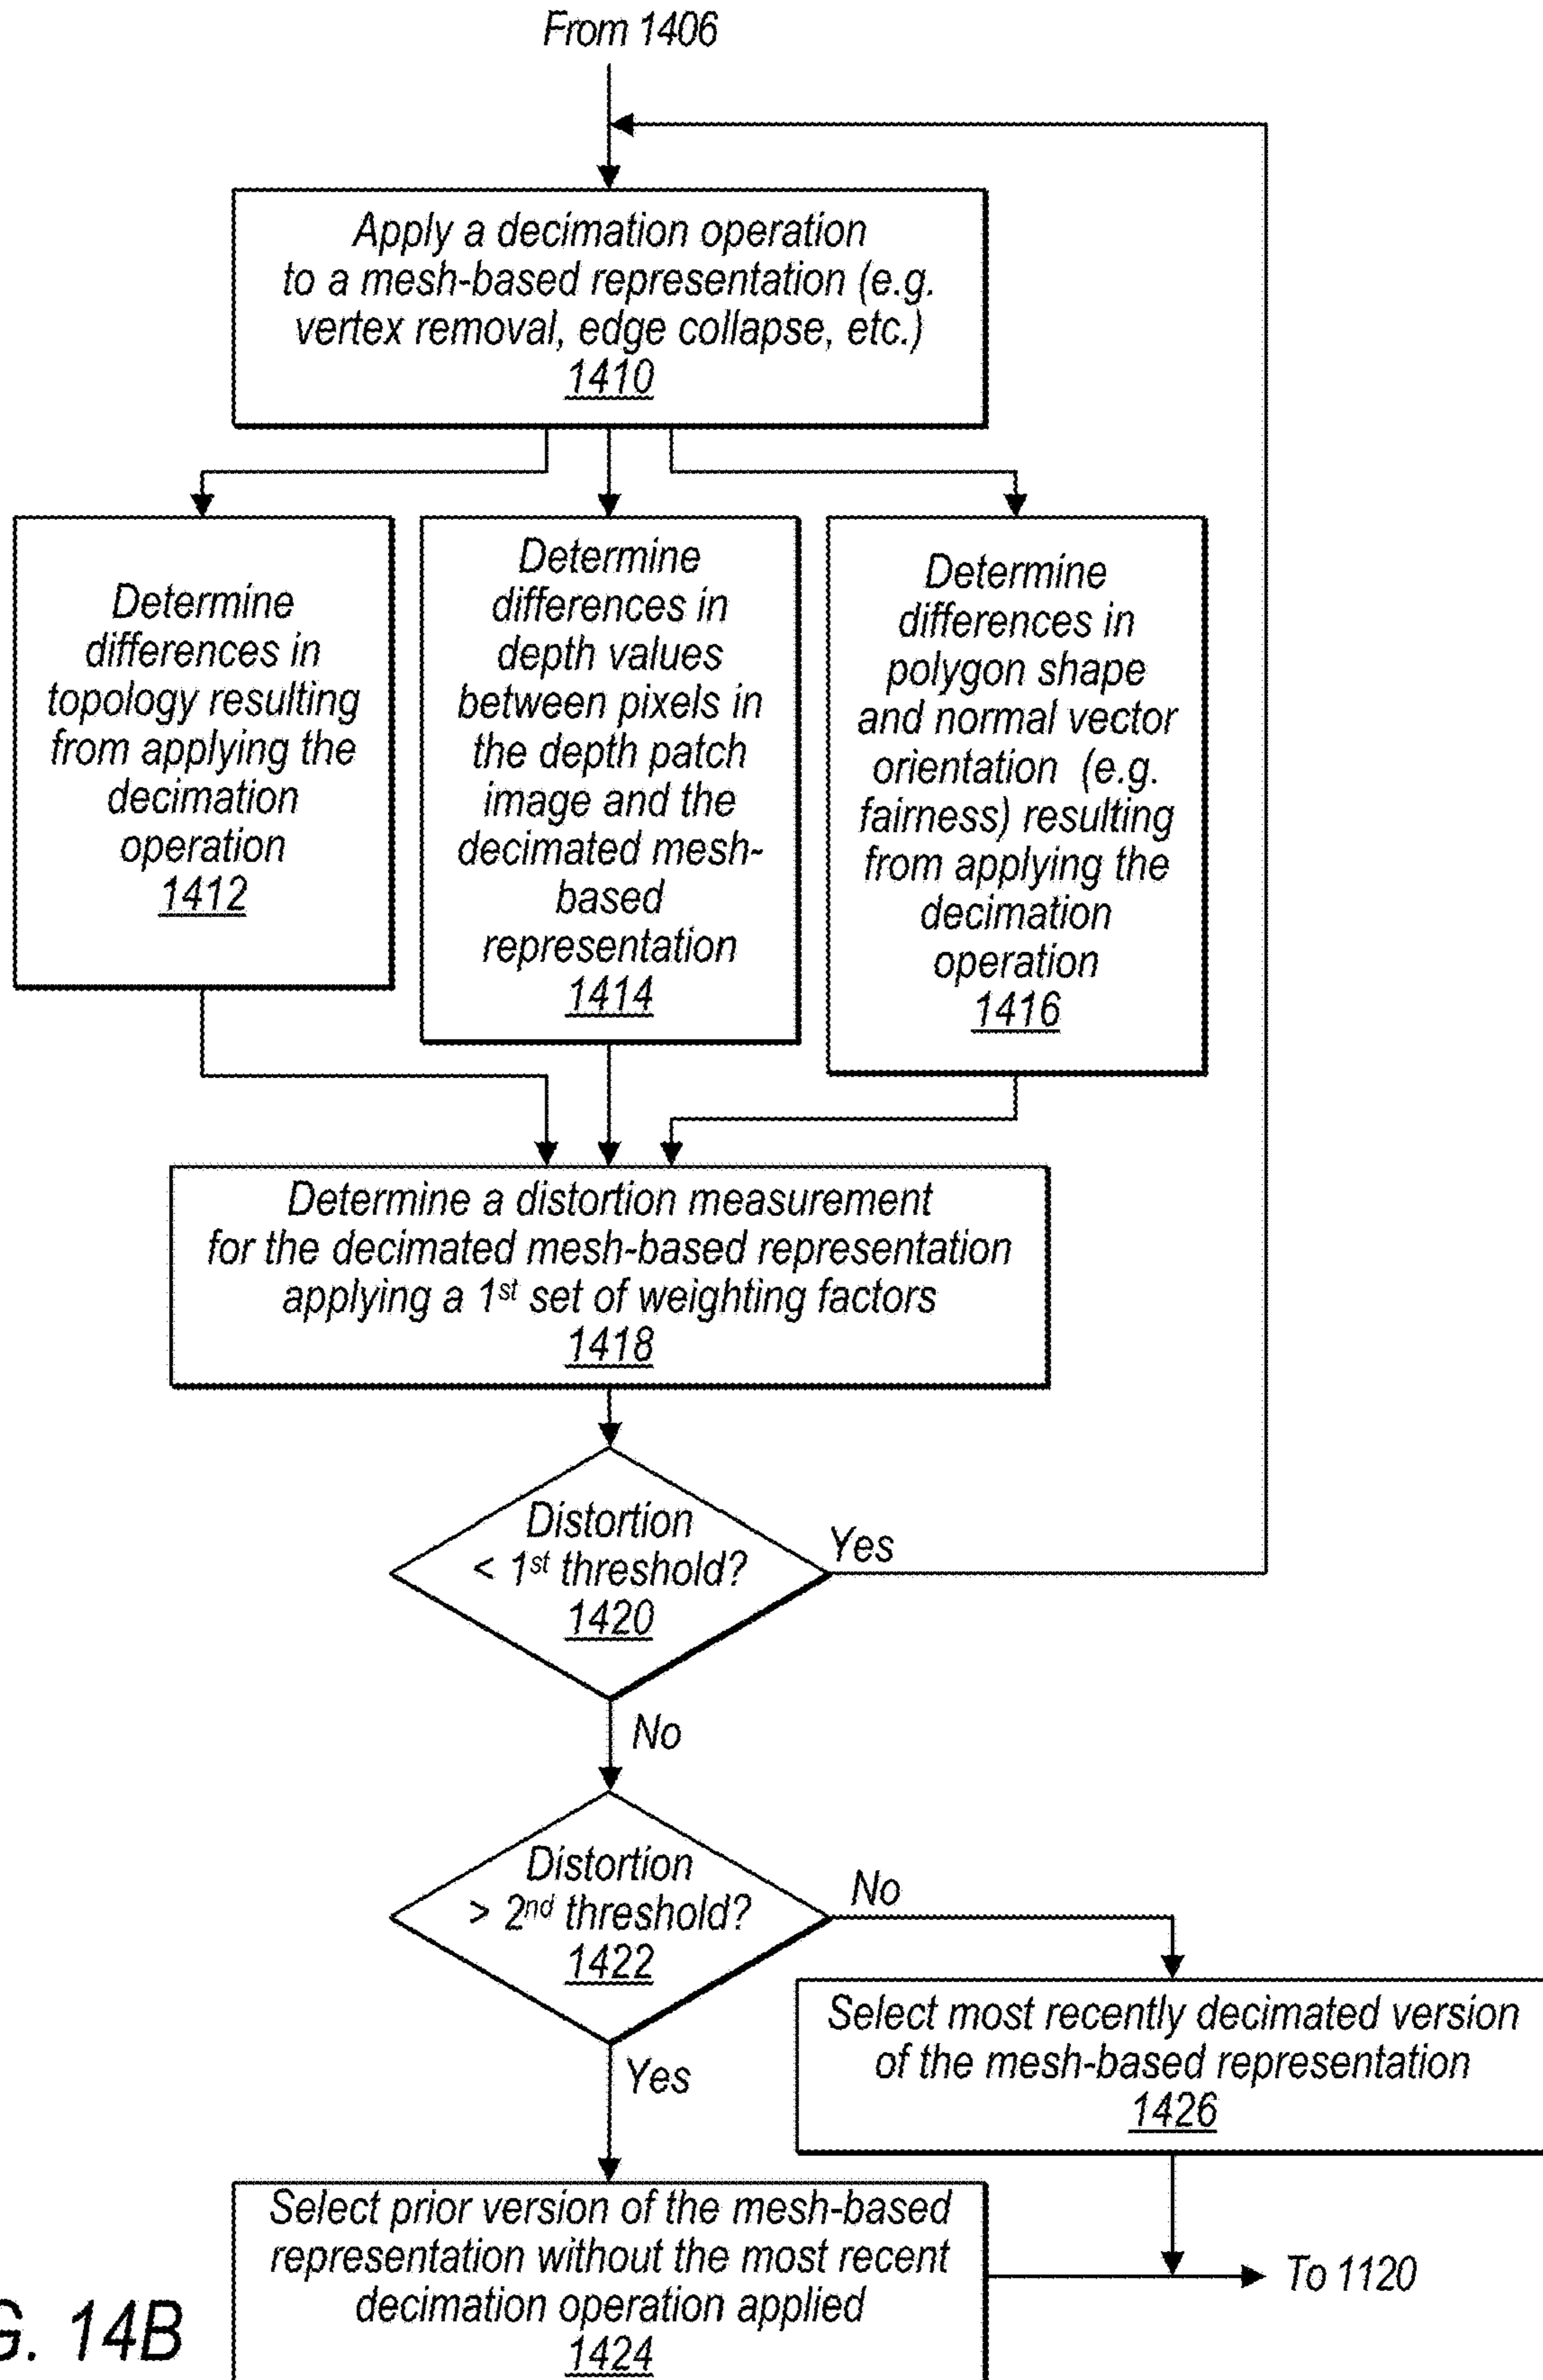 From 1406
Apply a decimation operation
to a mesh-based representation (e.g.
vertex removal, edge collapse, etc.)
1410
Determine
differences in
topology resulting
from applying the
decimation
operation
1412
Determine
differences in
depth values
between pixels in
the depth patch
image and the
decimated mesh-
based
representation
1414
Determine
differences in
polygon shape
and normal vector
orientation (e.g.
fairness) resulting
from applying the
decimation
operation
1416
Determine a distortion measurement
for the decimated mesh-based representation
applying a 1st set of weighting factors
1418
Distortion
< 1st threshold?
1420
Yes
No
Distortion
> 2nd threshold?
1422
No
Yes
Select most recently decimated version
of the mesh-based representation
1426
Select prior version of the mesh-based
representation without the most recent
decimation operation applied
1424
To 1120
G. 14B